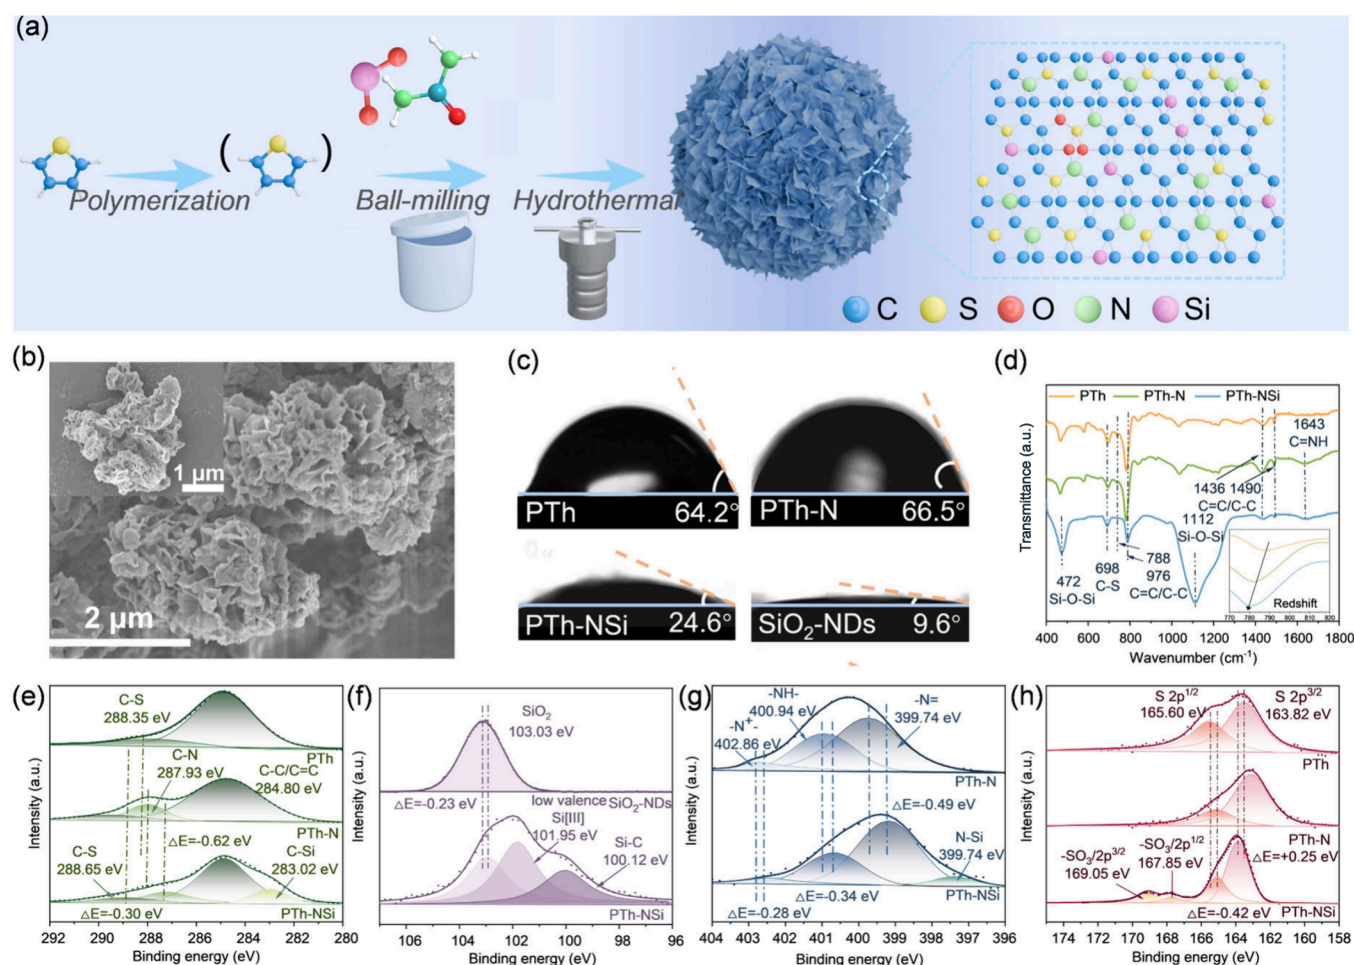 (a)
( )
Polymerization
Ball-milling
Hydrothermal
C S O N Si
(b)
1 μm
2 μm
(c)
PTh 64.2°
PTh-N 66.5°
PTh-NSi 24.6°
SiO₂-NDs 9.6°
(d)
PTh PTh-N PTh-NSi
Transmittance (a.u.)
1643
C=NH
1436 1490
C=C/C-C
1112
Si-O-Si
472
Si-O-Si
698
C-S
788
976
C=C/C-C
Redshift
770 780 790 800 810 820
400 600 800 1000 1200 1400 1600 1800
Wavenumber (cm⁻¹)
(e)
Intensity (a.u.)
C-S
288.35 eV
PTh
C-N
287.93 eV
C-C/C=C
284.80 eV
PTh-N
△E=-0.62 eV
C-S
288.65 eV
C-Si
283.02 eV
△E=-0.30 eV
PTh-NSi
292 290 288 286 284 282 280
Binding energy (eV)
(f)
Intensity (a.u.)
SiO₂
103.03 eV
SiO₂-NDs
△E=-0.23 eV
low valence
Si[III]
101.95 eV
Si-C
100.12 eV
PTh-NSi
106 104 102 100 98 96
Binding energy (eV)
(g)
Intensity (a.u.)
-NH-
400.94 eV
-N⁺-
402.86 eV
-N=
399.74 eV
PTh-N
△E=-0.49 eV
N-Si
399.74 eV
△E=-0.34 eV
△E=-0.28 eV
PTh-NSi
404 403 402 401 400 399 398 397 396
Binding energy (eV)
(h)
Intensity (a.u.)
S 2p¹/²
165.60 eV
S 2p³/²
163.82 eV
PTh
PTh-N
△E=+0.25 eV
-SO₃/2p³/²
169.05 eV
-SO₃/2p¹/²
167.85 eV
△E=-0.42 eV
PTh-NSi
174 172 170 168 166 164 162 160 158
Binding energy (eV)